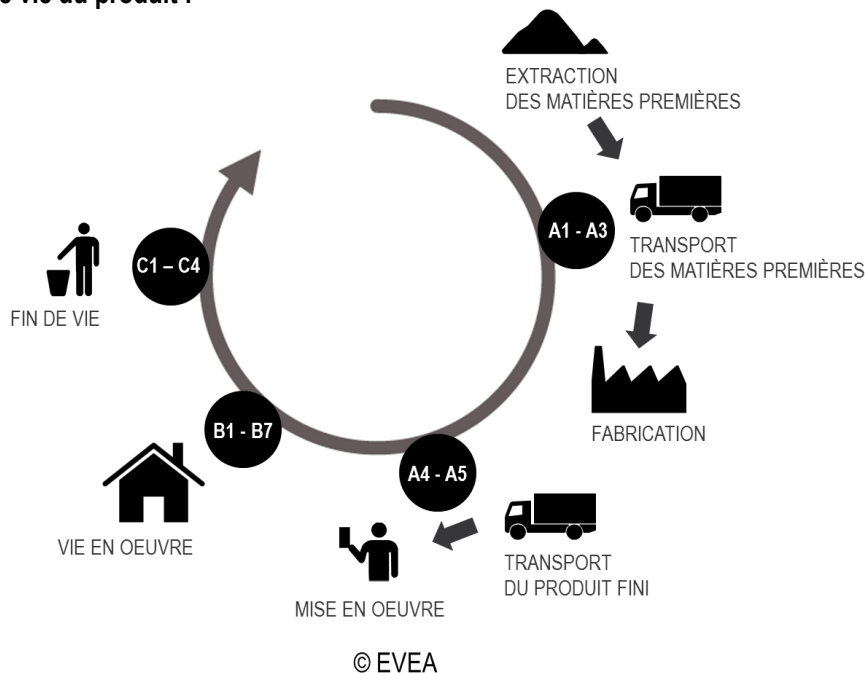 vie du produit :
EXTRACTION
DES MATIÈRES PREMIÈRES
A1 - A3
TRANSPORT
DES MATIÈRES PREMIÈRES
C1 – C4
FIN DE VIE
FABRICATION
B1 - B7
A4 - A5
VIE EN OEUVRE
TRANSPORT
DU PRODUIT FINI
MISE EN OEUVRE
© EVEA